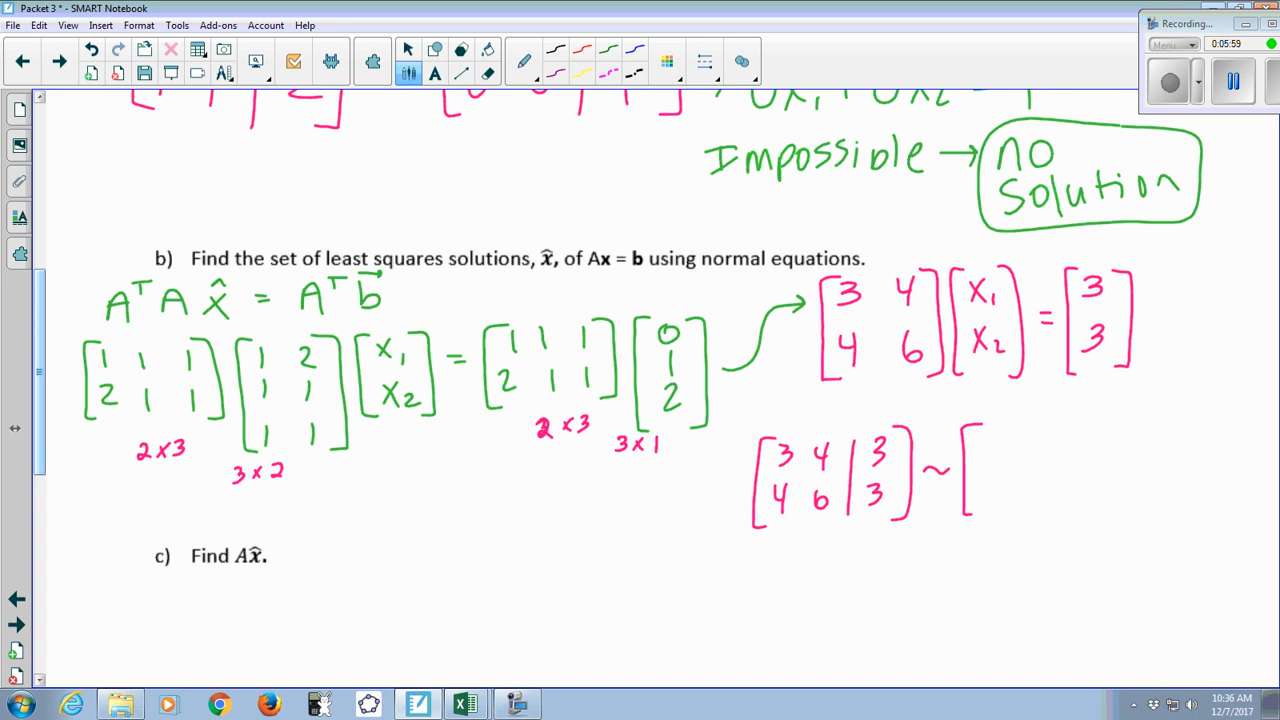 Packet 3 * - SMART Notebook
File Edit View Insert Format Tools Add-ons Account Help
Recording...
Menu
00:05:59
Impossible → no
solution
b) Find the set of least squares solutions, x̂, of Ax = b using normal equations.
AᵀA x̂ = Aᵀ b⃗
[1 1 1; 2 1 1] [1 2; 1 1; 1 1] [x₁; x₂] = [1 1 1; 2 1 1] [0; 1; 2] → [3 4; 4 6] [x₁; x₂] = [3; 3]
2x3 3x2 2x3 3x1
[3 4 | 3; 4 6 | 3] ~ [
c) Find Ax̂.
10:36 AM
12/7/2017